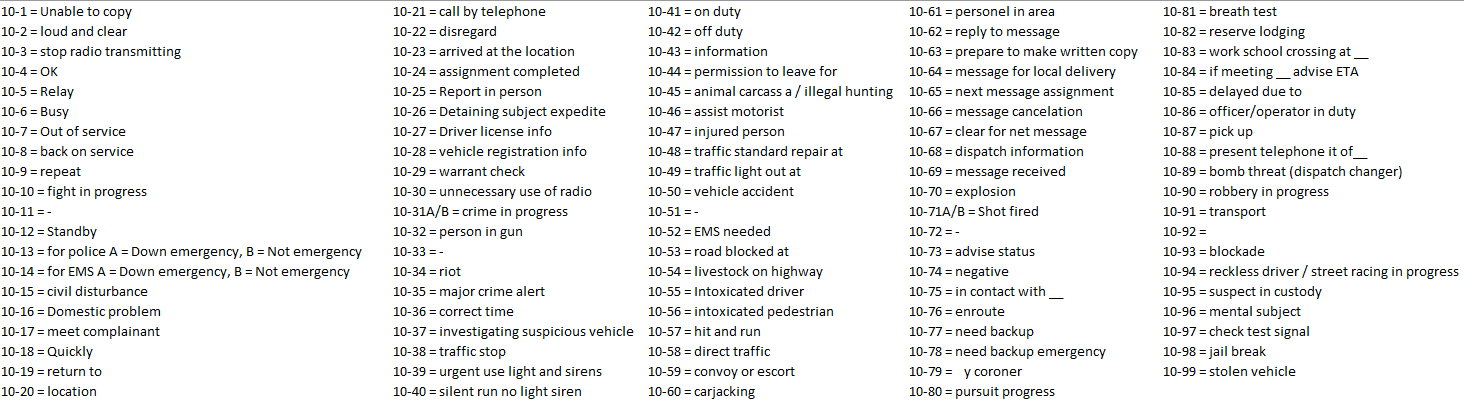 10-1 = Unable to copy
10-2 = loud and clear
10-3 = stop radio transmitting
10-4 = OK
10-5 = Relay
10-6 = Busy
10-7 = Out of service
10-8 = back on service
10-9 = repeat
10-10 = fight in progress
10-11 = -
10-12 = Standby
10-13 = for police A = Down emergency, B = Not emergency
10-14 = for EMS A = Down emergency, B = Not emergency
10-15 = civil disturbance
10-16 = Domestic problem
10-17 = meet complainant
10-18 = Quickly
10-19 = return to
10-20 = location
10-21 = call by telephone
10-22 = disregard
10-23 = arrived at the location
10-24 = assignment completed
10-25 = Report in person
10-26 = Detaining subject expedite
10-27 = Driver license info
10-28 = vehicle registration info
10-29 = warrant check
10-30 = unnecessary use of radio
10-31A/B = crime in progress
10-32 = person in gun
10-33 = -
10-34 = riot
10-35 = major crime alert
10-36 = correct time
10-37 = investigating suspicious vehicle
10-38 = traffic stop
10-39 = urgent use light and sirens
10-40 = silent run no light siren
10-41 = on duty
10-42 = off duty
10-43 = information
10-44 = permission to leave for
10-45 = animal carcass a / illegal hunting
10-46 = assist motorist
10-47 = injured person
10-48 = traffic standard repair at
10-49 = traffic light out at
10-50 = vehicle accident
10-51 = -
10-52 = EMS needed
10-53 = road blocked at
10-54 = livestock on highway
10-55 = Intoxicated driver
10-56 = intoxicated pedestrian
10-57 = hit and run
10-58 = direct traffic
10-59 = convoy or escort
10-60 = carjacking
10-61 = personel in area
10-62 = reply to message
10-63 = prepare to make written copy
10-64 = message for local delivery
10-65 = next message assignment
10-66 = message cancelation
10-67 = clear for net message
10-68 = dispatch information
10-69 = message received
10-70 = explosion
10-71A/B = Shot fired
10-72 = -
10-73 = advise status
10-74 = negative
10-75 = in contact with __
10-76 = enroute
10-77 = need backup
10-78 = need backup emergency
10-79 = y coroner
10-80 = pursuit progress
10-81 = breath test
10-82 = reserve lodging
10-83 = work school crossing at __
10-84 = if meeting __ advise ETA
10-85 = delayed due to
10-86 = officer/operator in duty
10-87 = pick up
10-88 = present telephone it of__
10-89 = bomb threat (dispatch changer)
10-90 = robbery in progress
10-91 = transport
10-92 =
10-93 = blockade
10-94 = reckless driver / street racing in progress
10-95 = suspect in custody
10-96 = mental subject
10-97 = check test signal
10-98 = jail break
10-99 = stolen vehicle